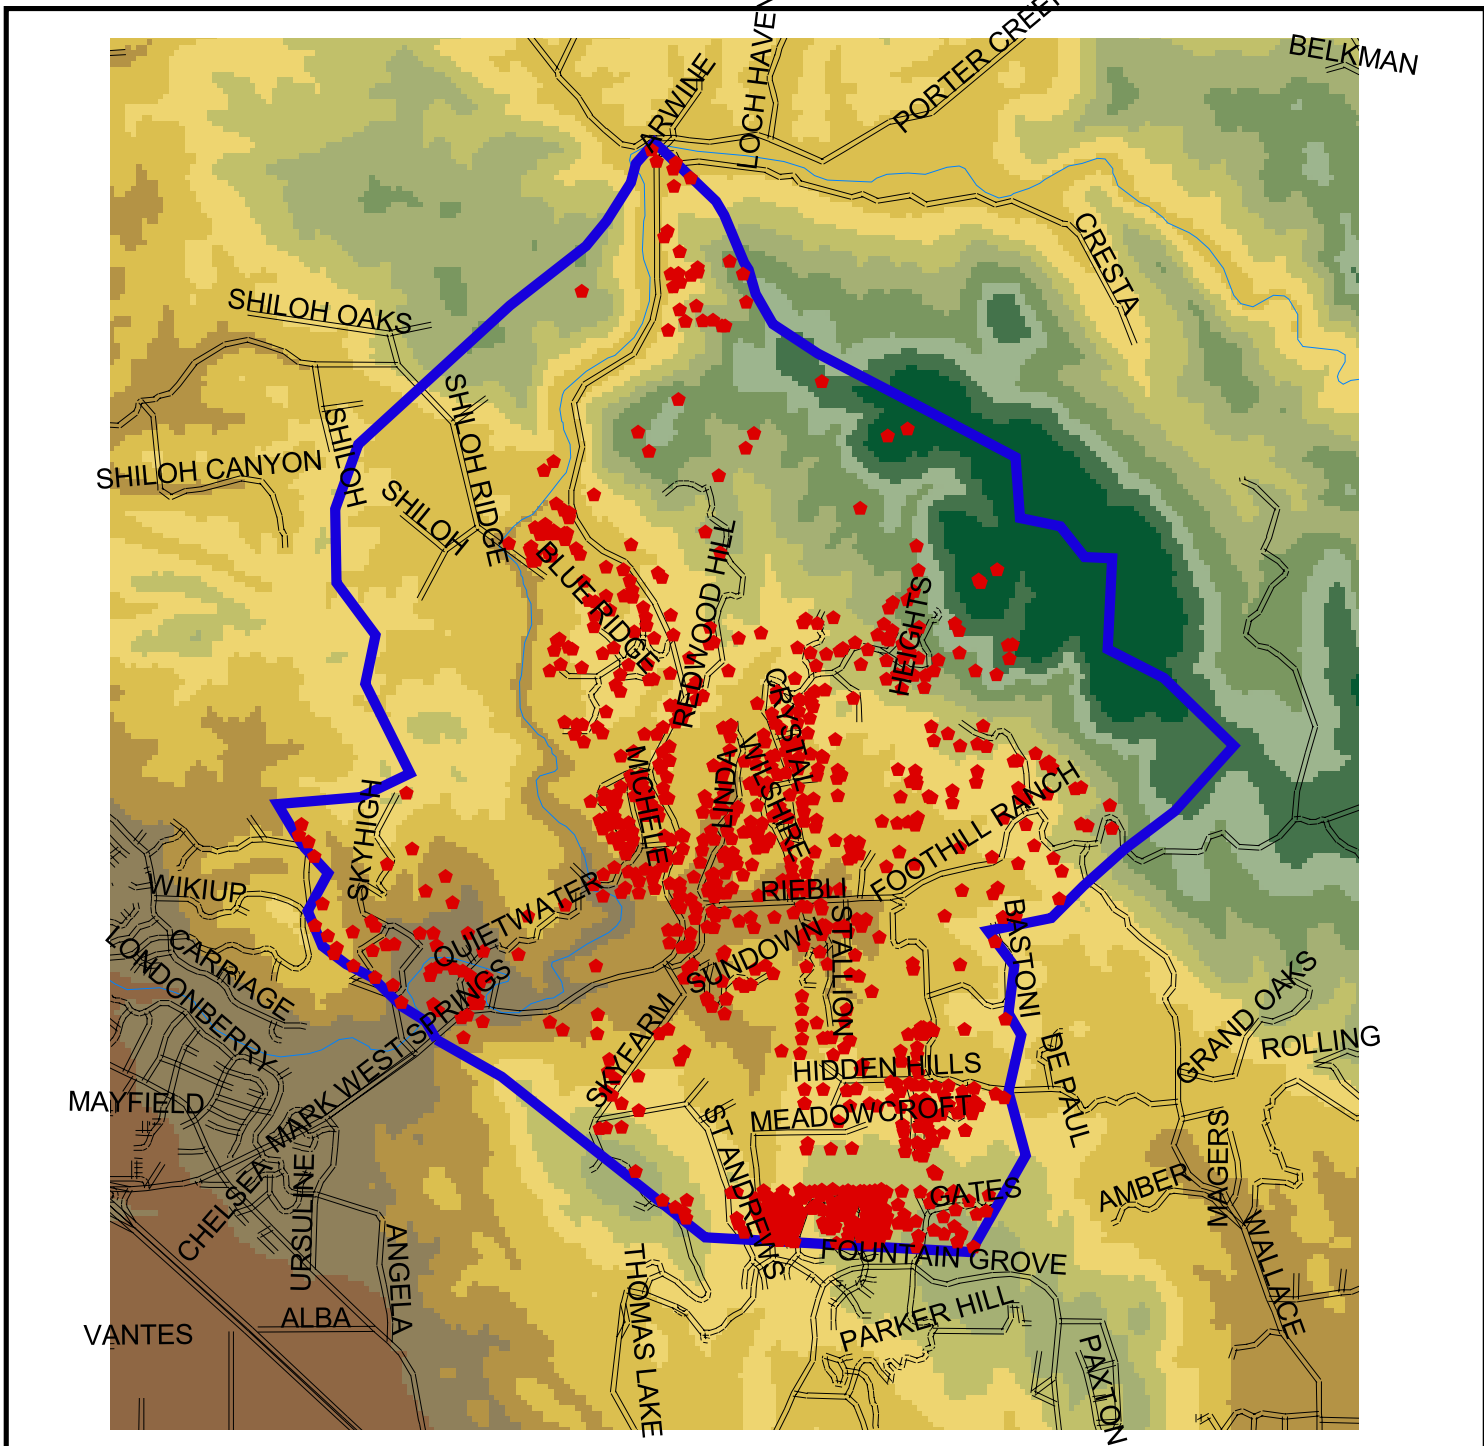 BELKMAN
ARWINE
LOCH HAVEN
PORTER CREEK
CRESTA
SHILOH OAKS
SHILOH
SHILOH RIDGE
SHILOH CANYON
SHILOH
BLUE RIDGE
REDWOOD HILL
HEIGHTS
CRYSTAL
MICHELE
LINDA
WILSHIRE
SKYHIGH
FOOTHILL RANCH
WIKIUP
QUIETWATER
RIEBLI
CARRIAGE
LONDONBERRY
SUNDOWN
STALLION
BASTONI
GRAND OAKS
ROLLING
MARK WEST SPRINGS
SKYFARM
HIDDEN HILLS
DE PAUL
MAYFIELD
MEADOWCROFT
ST ANDREWS
MAGERS
AMBER
CHELSEA
URSULINE
GATES
ANGELA
FOUNTAIN GROVE
WALLACE
THOMAS LAKE
ALBA
PARKER HILL
VANTES
PAXTON